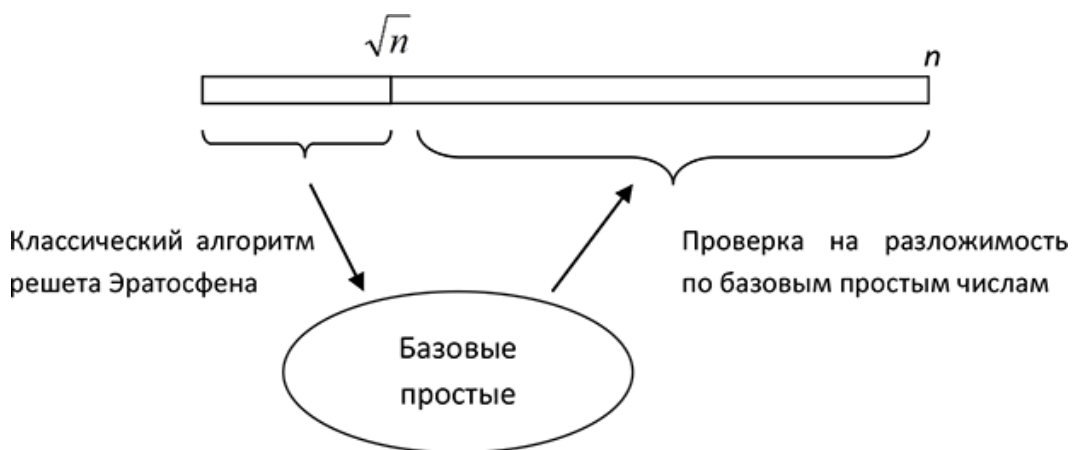 √n
n
Классический алгоритм
решета Эратосфена
Проверка на разложимость
по базовым простым числам
Базовые
простые